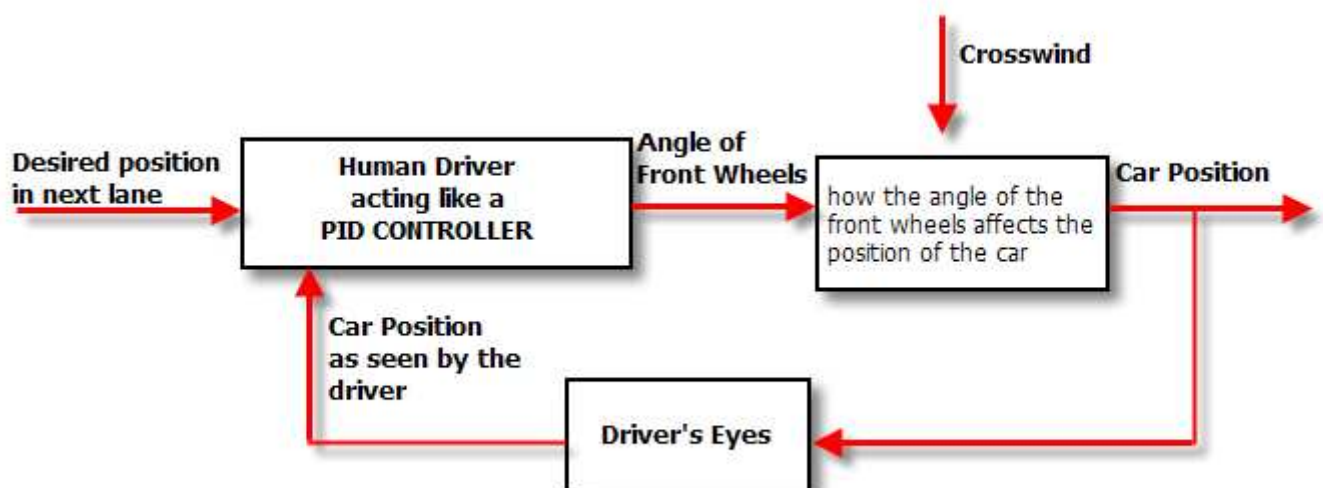 Crosswind
Desired position
in next lane
Human Driver
acting like a
PID CONTROLLER
Angle of
Front Wheels
how the angle of the
front wheels affects the
position of the car
Car Position
Car Position
as seen by the
driver
Driver's Eyes